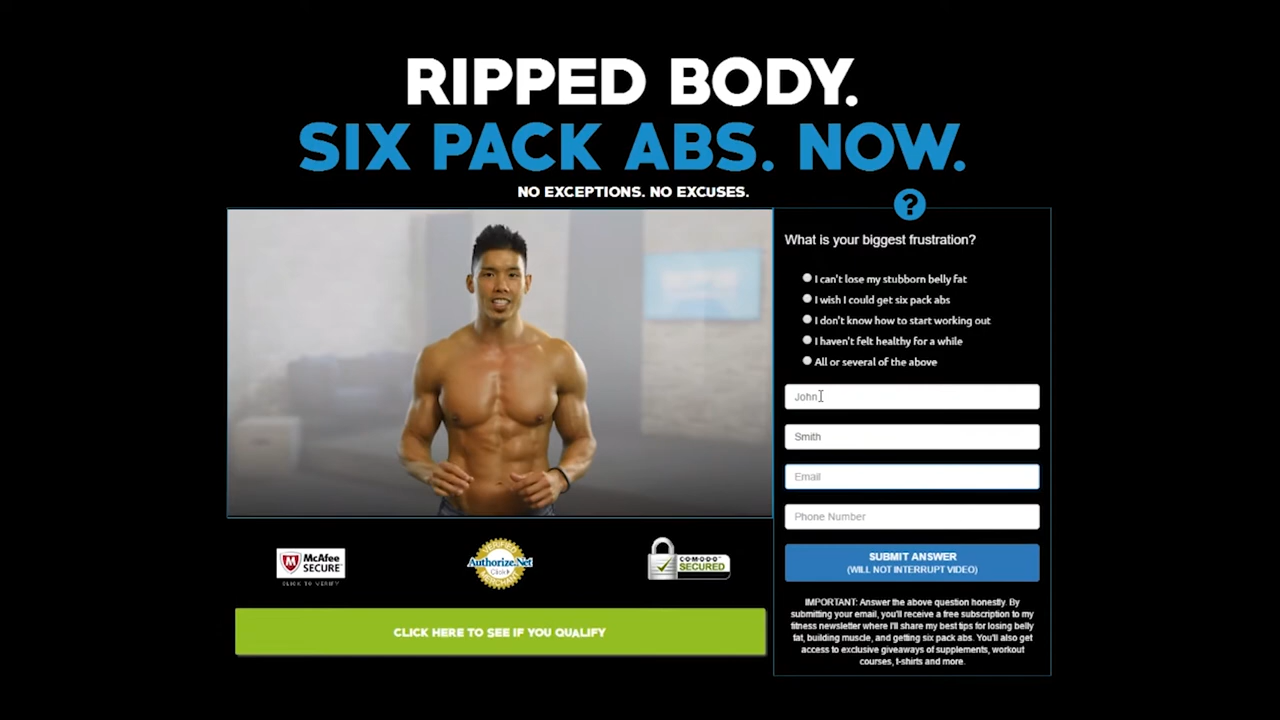 RIPPED BODY.
SIX PACK ABS. NOW.
NO EXCEPTIONS. NO EXCUSES.
?
What is your biggest frustration?
I can't lose my stubborn belly fat
I wish I could get six pack abs
I don't know how to start working out
I haven't felt healthy for a while
All or several of the above
John
Smith
Email
Phone Number
SUBMIT ANSWER
(WILL NOT INTERRUPT VIDEO)
IMPORTANT: Answer the above question honestly. By
submitting your email, you'll receive a free subscription to my
fitness newsletter where I'll share my best tips for losing belly
fat, building muscle, and getting six pack abs. You'll also get
access to exclusive giveaways of supplements, workout
courses, t-shirts and more.
McAfee
SECURE
CLICK TO VERIFY
VERIFIED
Authorize.Net
Click
MERCHANT
COMODO
SECURED
CLICK HERE TO SEE IF YOU QUALIFY